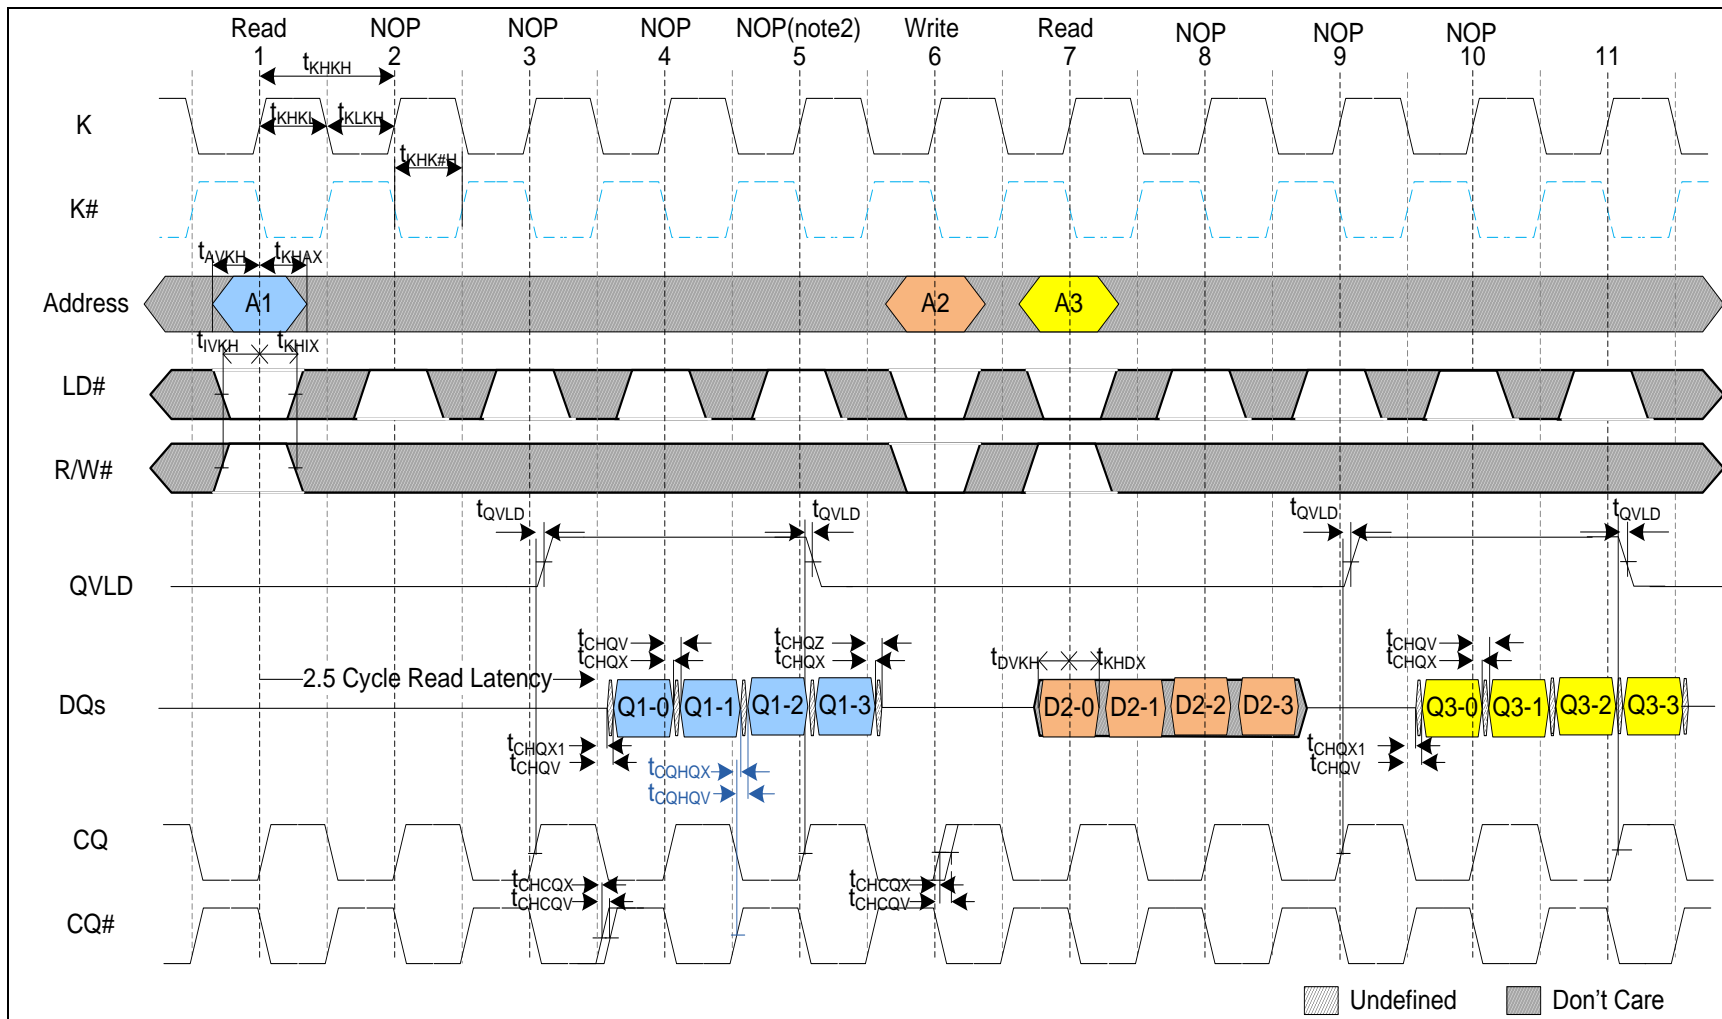 Read NOP NOP NOP NOP(note2) Write Read NOP NOP NOP
1 2 3 4 5 6 7 8 9 10 11
tKHKH
K
tKHKL tKLKH
tKHK#H
K#
tAVKH tKHAX
Address A1 A2 A3
tIVKH tKHIX
LD#
R/W#
tQVLD tQVLD tQVLD tQVLD
QVLD
tCHQV tCHQZ tCHQV
tCHQX tCHQX tDVKH tKHDX tCHQX
2.5 Cycle Read Latency
DQs Q1-0 Q1-1 Q1-2 Q1-3 D2-0 D2-1 D2-2 D2-3 Q3-0 Q3-1 Q3-2 Q3-3
tCHQX1 tCHQX1
tCHQV tCHQV
tCQHQX
tCQHQV
CQ
tCHCQX tCHCQX
tCHCQV tCHCQV
CQ#
Undefined Don't Care